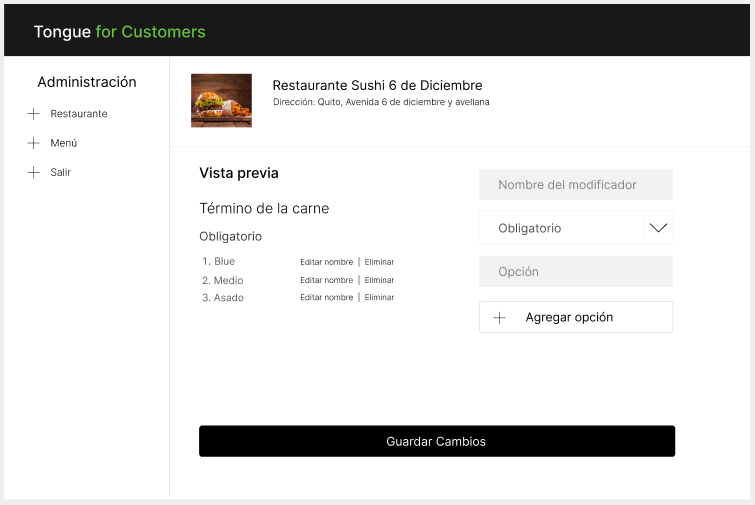 Tongue for Customers
Administración
Restaurante
Menú
Salir
Restaurante Sushi 6 de Diciembre
Dirección: Quito, Avenida 6 de diciembre y avellana
Vista previa
Término de la carne
Obligatorio
1. Blue Editar nombre | Eliminar
2. Medio Editar nombre | Eliminar
3. Asado Editar nombre | Eliminar
Nombre del modificador
Obligatorio
Opción
Agregar opción
Guardar Cambios